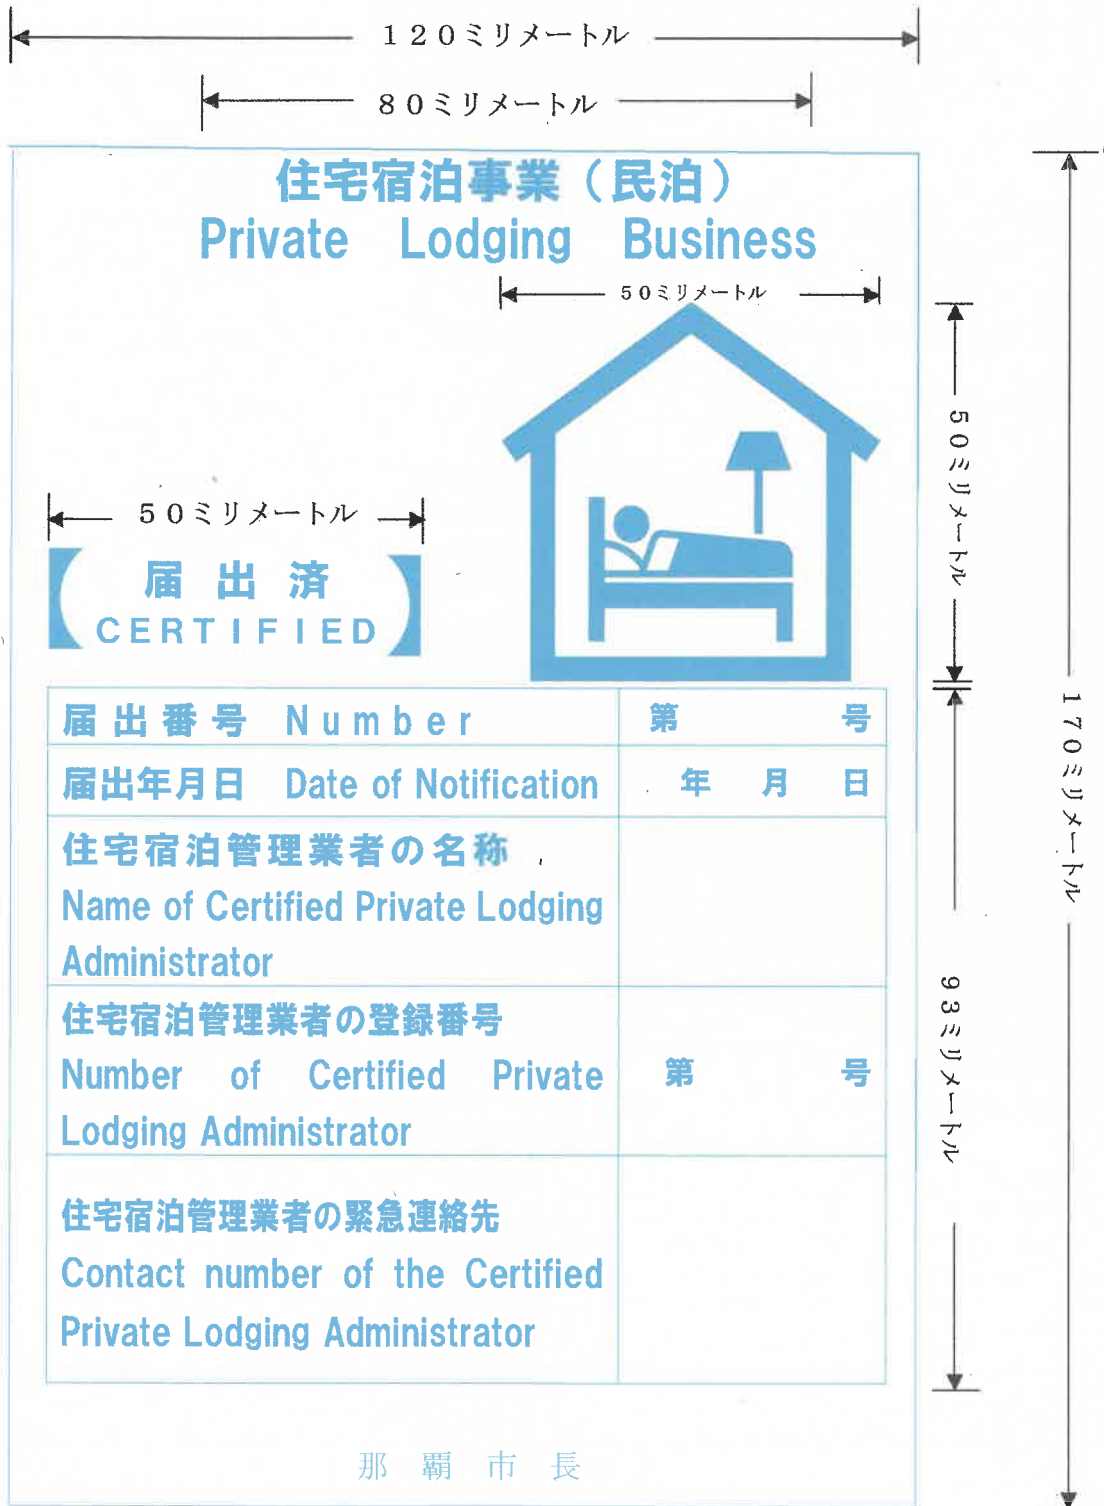 120ミリメートル
80ミリメートル
住宅宿泊事業（民泊）
Private Lodging Business
50ミリメートル
50ミリメートル
50ミリメートル
届出済
CERTIFIED
170ミリメートル
届出番号 Number 第 号
届出年月日 Date of Notification 年 月 日
住宅宿泊管理業者の名称
Name of Certified Private Lodging
Administrator
93ミリメートル
住宅宿泊管理業者の登録番号
Number of Certified Private
Lodging Administrator
第 号
住宅宿泊管理業者の緊急連絡先
Contact number of the Certified
Private Lodging Administrator
那覇市長